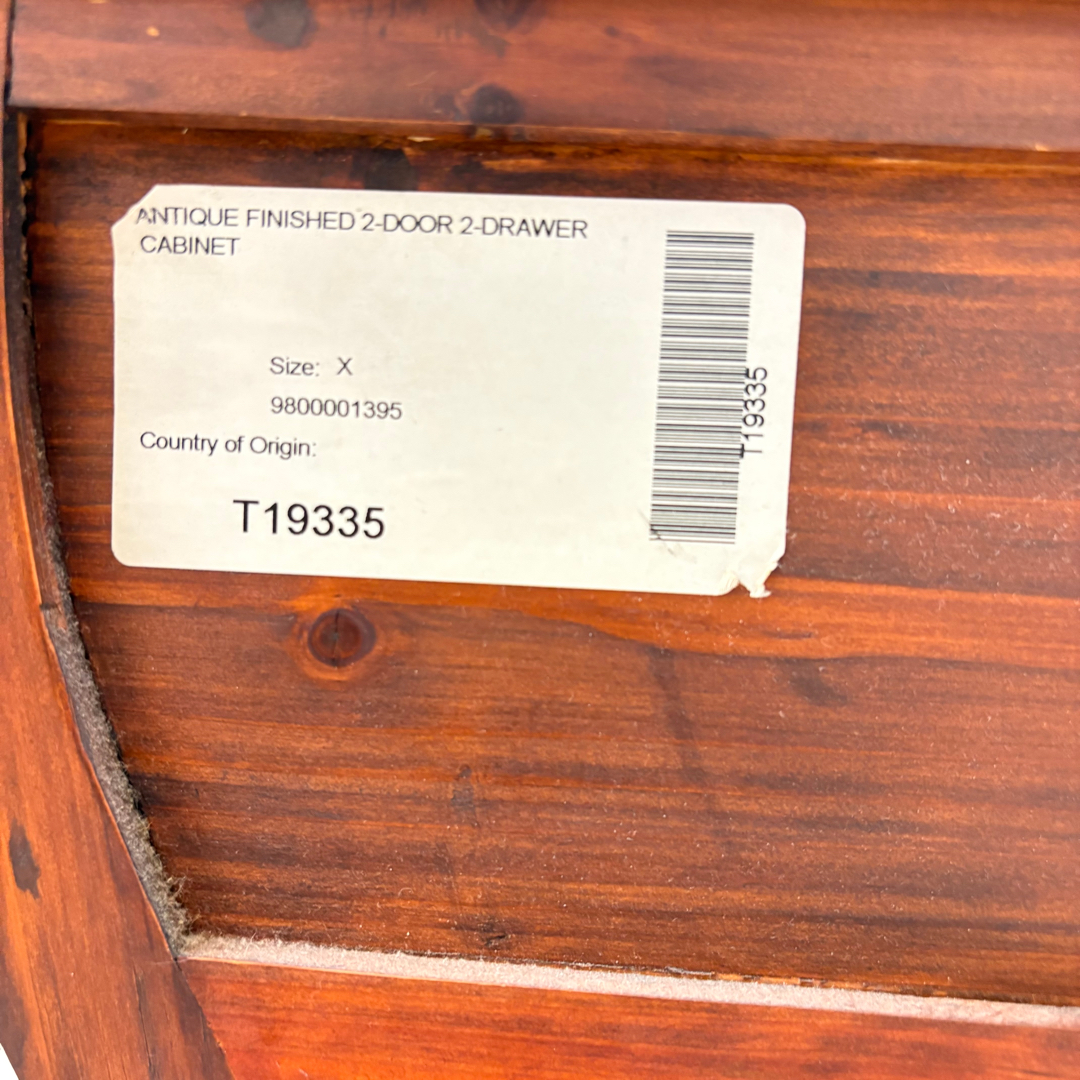 ANTIQUE FINISHED 2-DOOR 2-DRAWER
CABINET
Size: X
9800001395
Country of Origin:
T19335
T19335